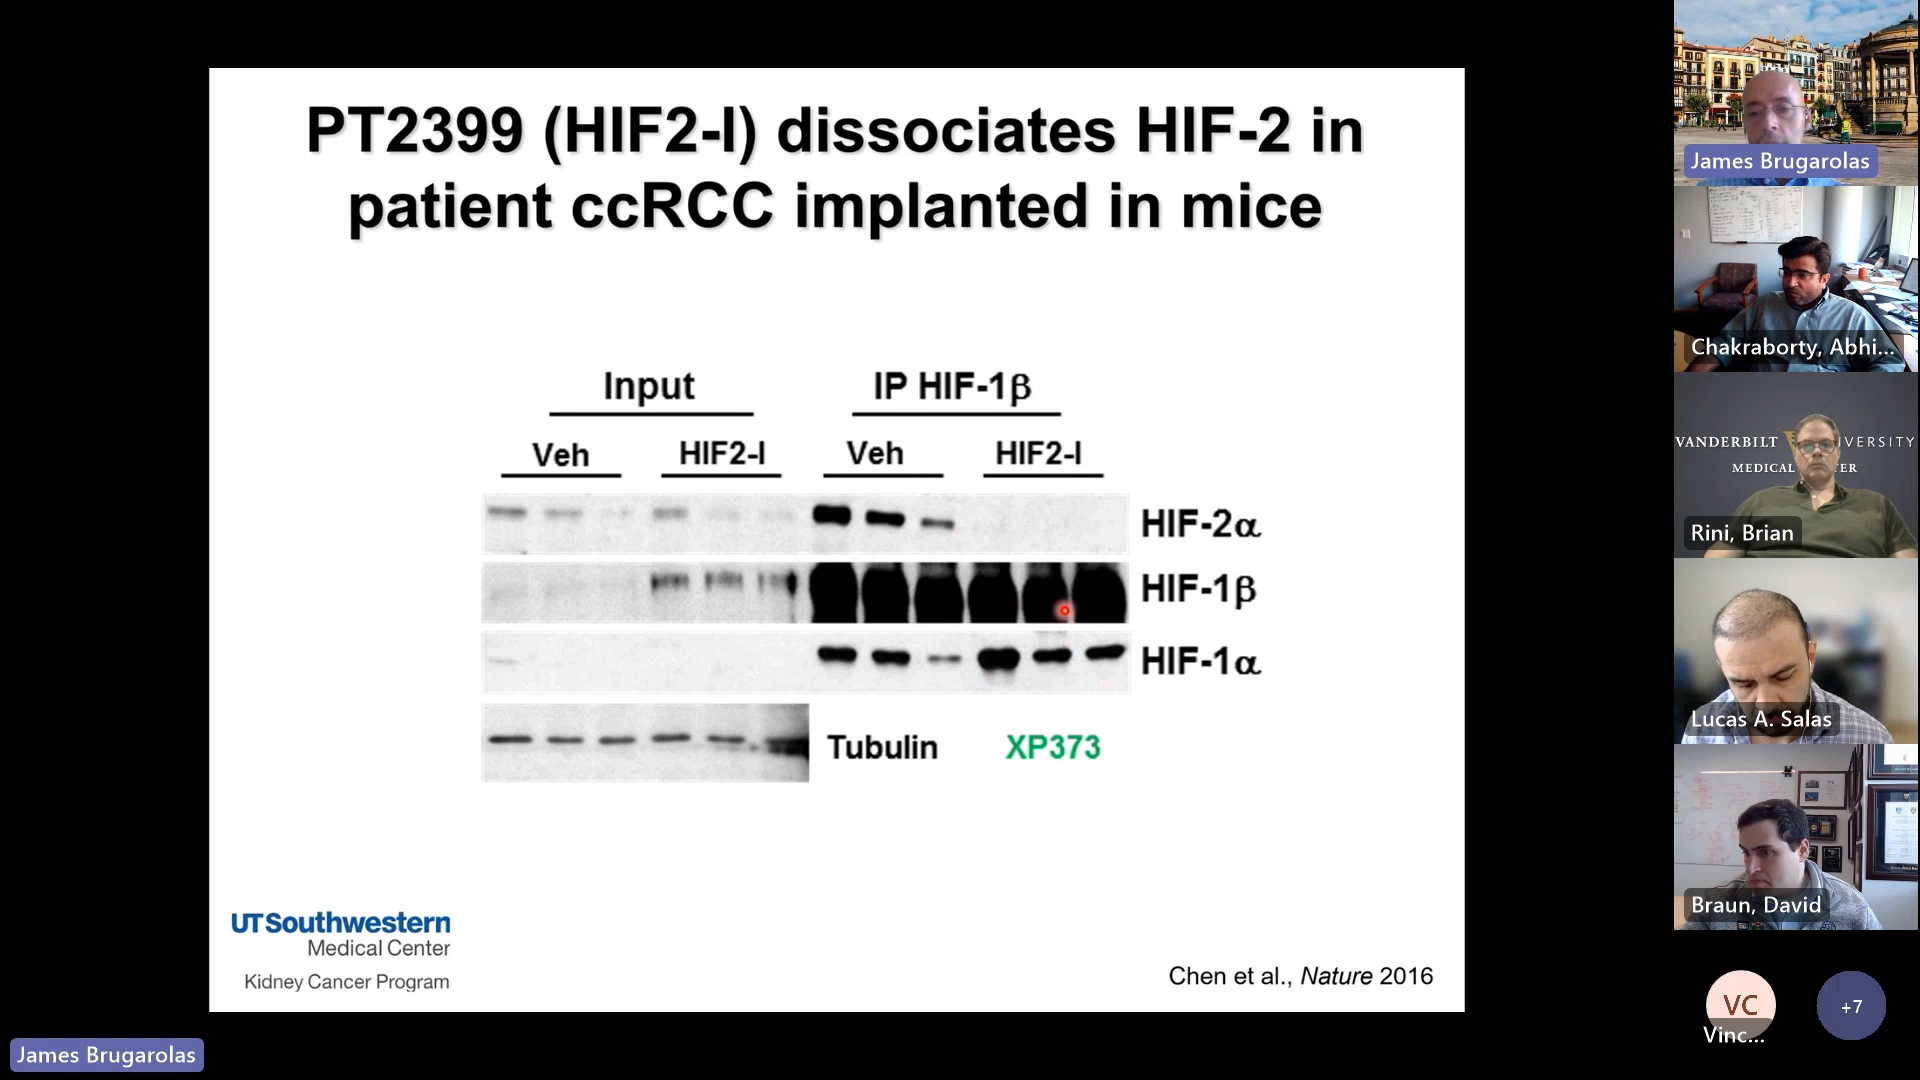 PT2399 (HIF2-I) dissociates HIF-2 in
patient ccRCC implanted in mice
Input
IP HIF-1β
Veh
HIF2-I
Veh
HIF2-I
HIF-2α
HIF-1β
HIF-1α
Tubulin
XP373
UTSouthwestern
Medical Center
Kidney Cancer Program
Chen et al., Nature 2016
James Brugarolas
James Brugarolas
Chakraborty, Abhi...
VANDERBILT
VERSITY
MEDICAL
ER
Rini, Brian
Lucas A. Salas
Braun, David
VC
Vinc...
+7